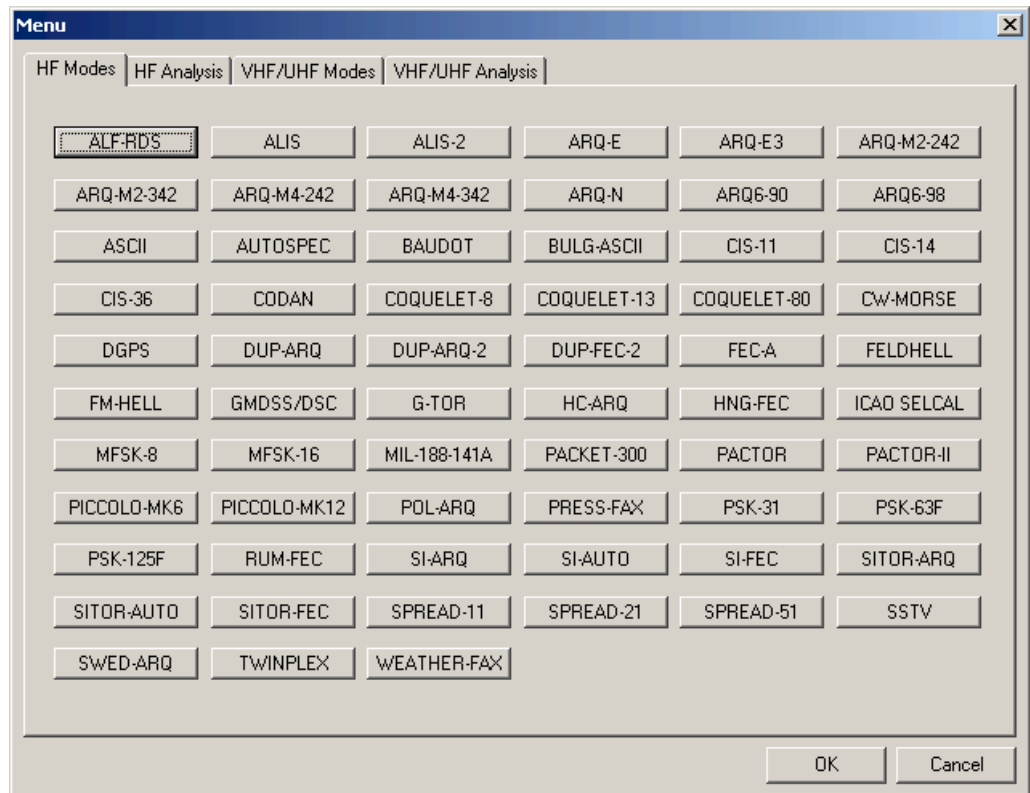 Menu
HF Modes HF Analysis VHF/UHF Modes VHF/UHF Analysis
ALF-RDS ALIS ALIS-2 ARQ-E ARQ-E3 ARQ-M2-242
ARQ-M2-342 ARQ-M4-242 ARQ-M4-342 ARQ-N ARQ6-90 ARQ6-98
ASCII AUTOSPEC BAUDOT BULG-ASCII CIS-11 CIS-14
CIS-36 CODAN COQUELET-8 COQUELET-13 COQUELET-80 CW-MORSE
DGPS DUP-ARQ DUP-ARQ-2 DUP-FEC-2 FEC-A FELDHELL
FM-HELL GMDSS/DSC G-TOR HC-ARQ HNG-FEC ICAO SELCAL
MFSK-8 MFSK-16 MIL-188-141A PACKET-300 PACTOR PACTOR-II
PICCOLO-MK6 PICCOLO-MK12 POL-ARQ PRESS-FAX PSK-31 PSK-63F
PSK-125F RUM-FEC SI-ARQ SI-AUTO SI-FEC SITOR-ARQ
SITOR-AUTO SITOR-FEC SPREAD-11 SPREAD-21 SPREAD-51 SSTV
SWED-ARQ TWINPLEX WEATHER-FAX
OK Cancel